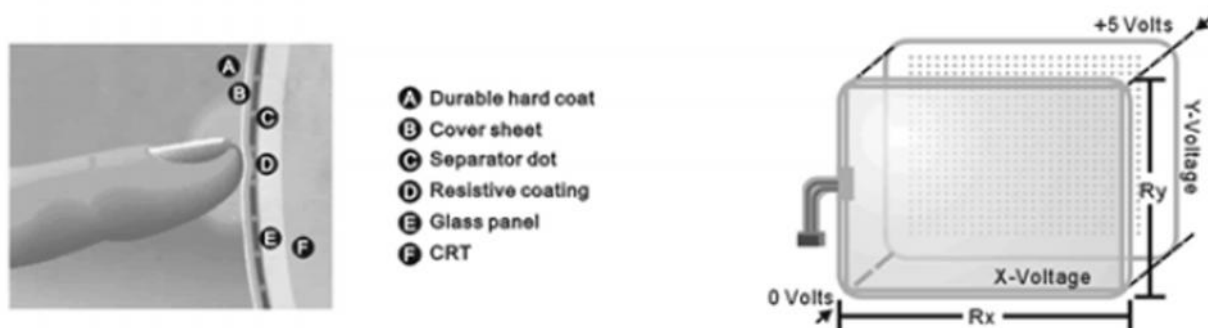 A
B
C
D
E
F
A Durable hard coat
B Cover sheet
C Separator dot
D Resistive coating
E Glass panel
F CRT
+5 Volts
Y-Voltage
Ry
X-Voltage
0 Volts
Rx